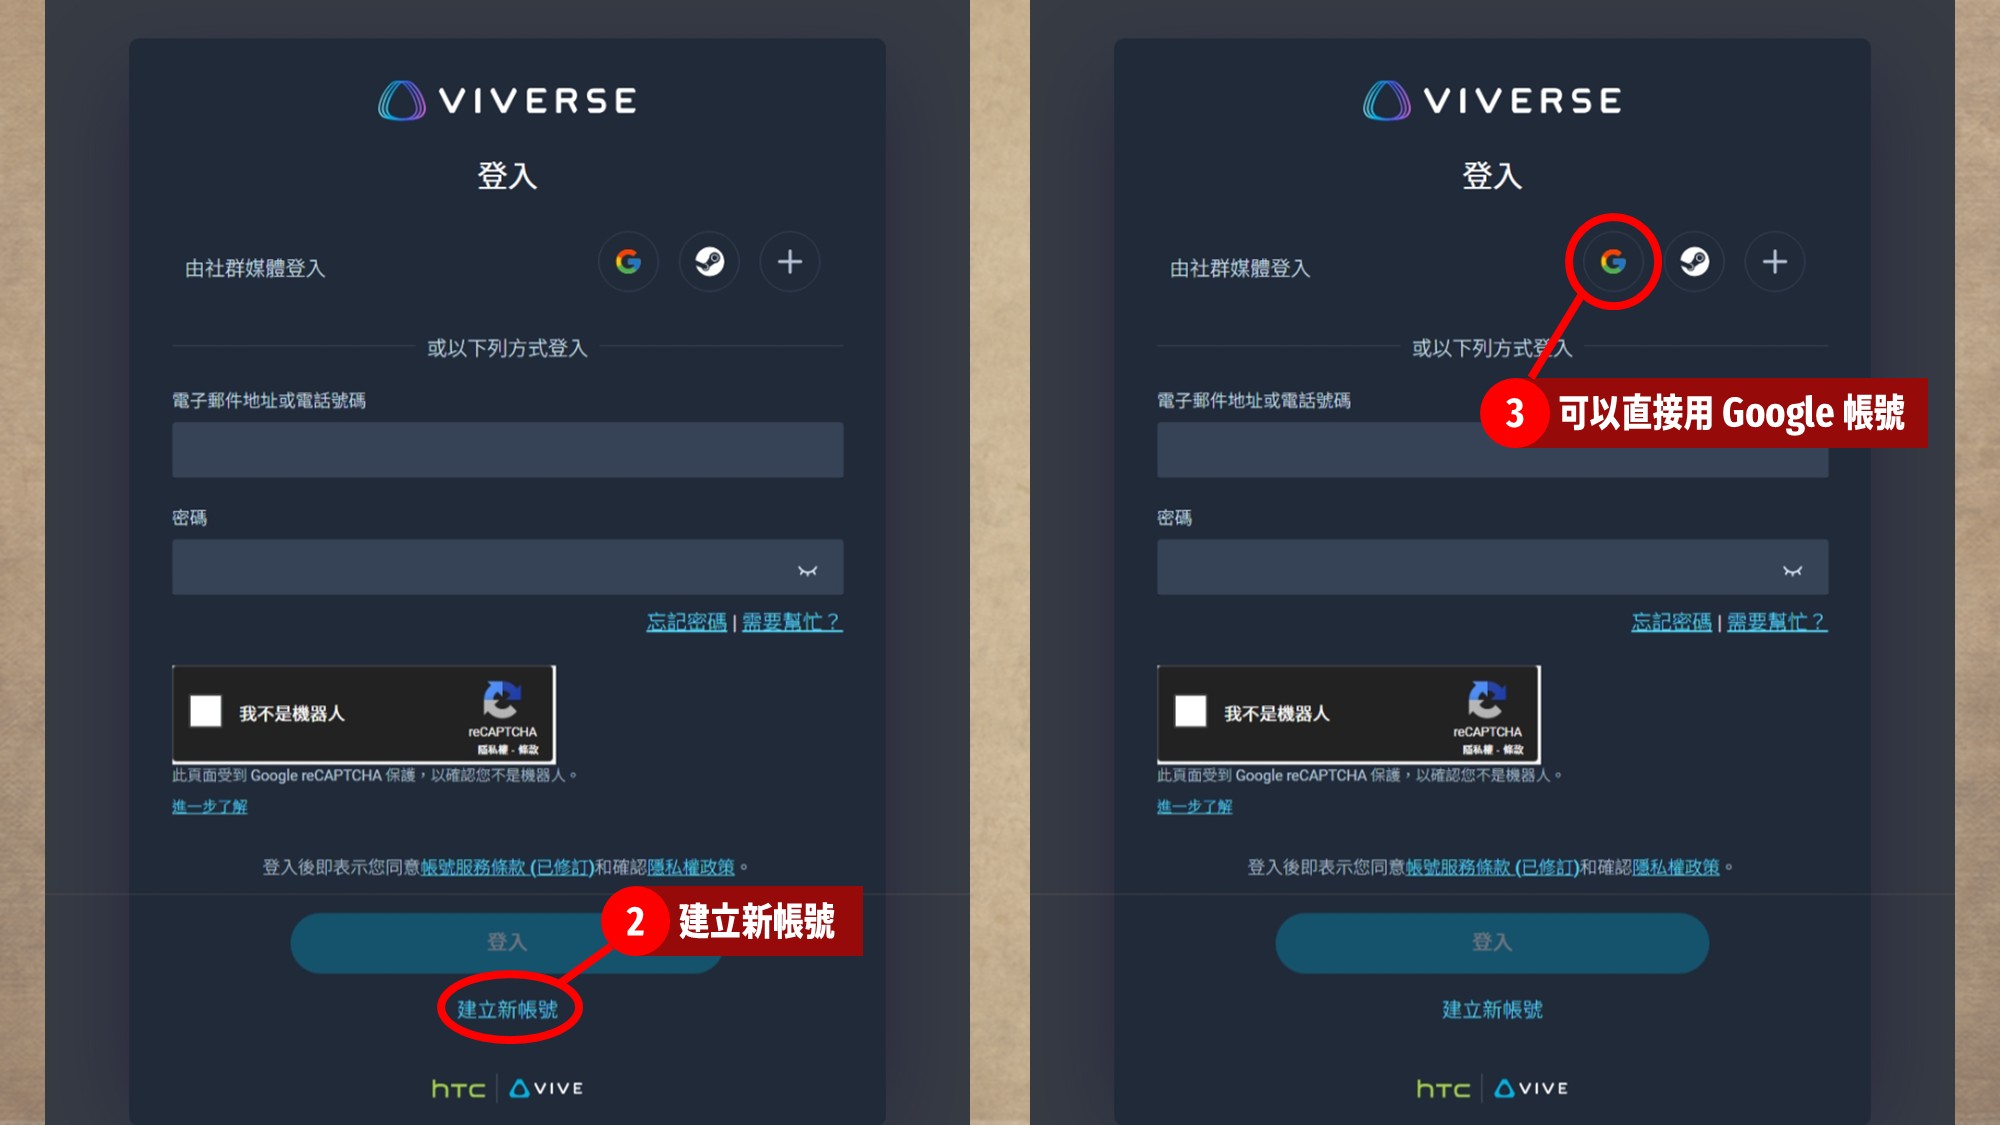 VIVERSE
登入
由社群媒體登入
或以下列方式登入
電子郵件地址或電話號碼
密碼
忘記密碼 | 需要幫忙？
我不是機器人
reCAPTCHA
隱私權 - 條款
此頁面受到 Google reCAPTCHA 保護，以確認您不是機器人。
進一步了解
登入後即表示您同意帳號服務條款 (已修訂)和確認隱私權政策。
2 建立新帳號
登入
建立新帳號
hTC | VIVE
VIVERSE
登入
由社群媒體登入
或以下列方式登入
3 可以直接用 Google 帳號
電子郵件地址或電話號碼
密碼
忘記密碼 | 需要幫忙？
我不是機器人
reCAPTCHA
隱私權 - 條款
此頁面受到 Google reCAPTCHA 保護，以確認您不是機器人。
進一步了解
登入後即表示您同意帳號服務條款 (已修訂)和確認隱私權政策。
登入
建立新帳號
hTC | VIVE